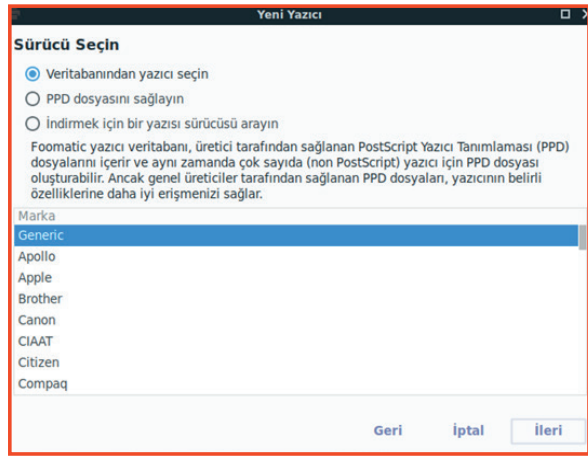 Yeni Yazıcı
Sürücü Seçin
Veritabanından yazıcı seçin
PPD dosyasını sağlayın
İndirmek için bir yazısı sürücüsü arayın
Foomatic yazıcı veritabanı, üretici tarafından sağlanan PostScript Yazıcı Tanımlaması (PPD)
dosyalarını içerir ve aynı zamanda çok sayıda (non PostScript) yazıcı için PPD dosyası
oluşturabilir. Ancak genel üreticiler tarafından sağlanan PPD dosyaları, yazıcının belirli
özelliklerine daha iyi erişmenizi sağlar.
Marka
Generic
Apollo
Apple
Brother
Canon
CIAAT
Citizen
Compaq
Geri İptal İleri